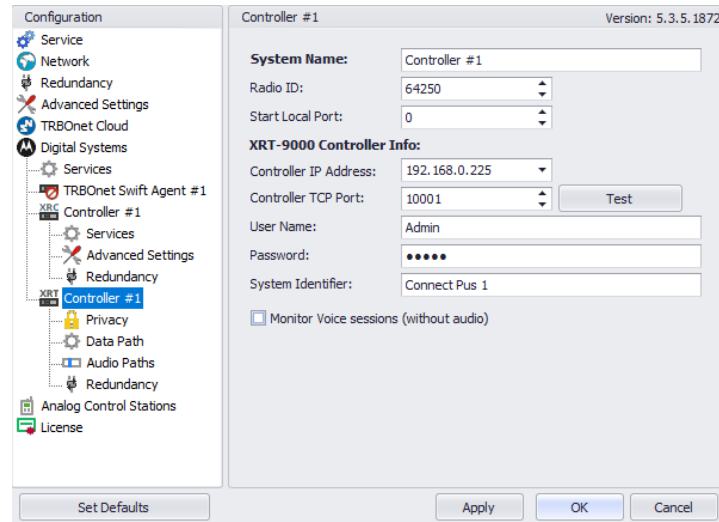 Configuration
Service
Network
Redundancy
Advanced Settings
TRBOnet Cloud
Digital Systems
Services
TRBOnet Swift Agent #1
XRC Controller #1
Services
Advanced Settings
Redundancy
XRT Controller #1
Privacy
Data Path
Audio Paths
Redundancy
Analog Control Stations
License
Set Defaults
Controller #1 Version: 5.3.5.1872
System Name: Controller #1
Radio ID: 64250
Start Local Port: 0
XRT-9000 Controller Info:
Controller IP Address: 192.168.0.225
Controller TCP Port: 10001 Test
User Name: Admin
Password: •••••
System Identifier: Connect Pus 1
Monitor Voice sessions (without audio)
Apply OK Cancel